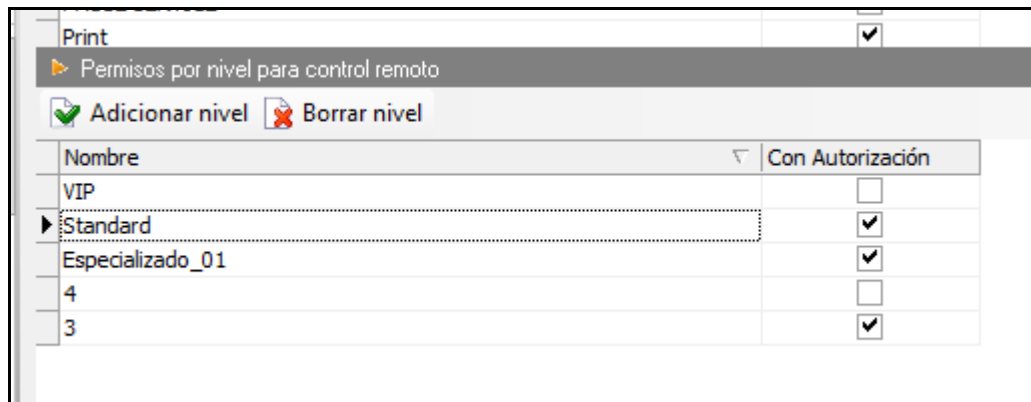 Print
Permisos por nivel para control remoto
Adicionar nivel Borrar nivel
Nombre Con Autorización
VIP
Standard
Especializado_01
4
3